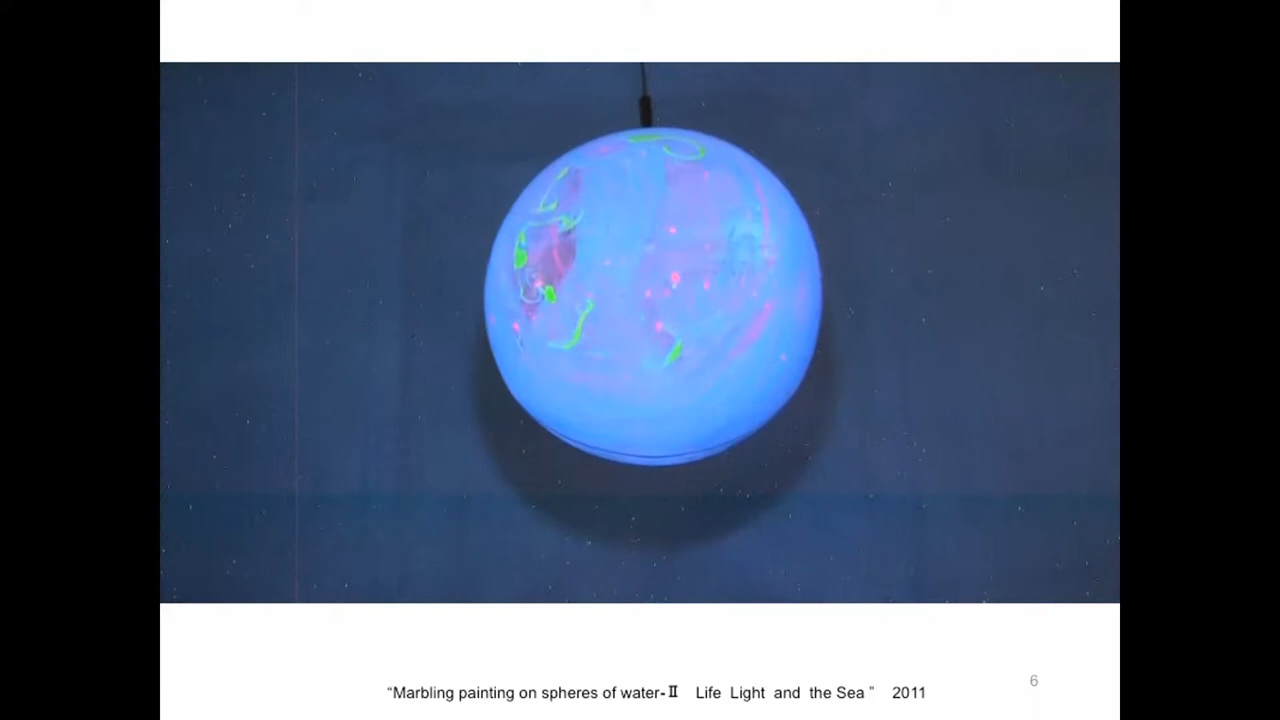 6
“Marbling painting on spheres of water-Ⅱ Life Light and the Sea ” 2011